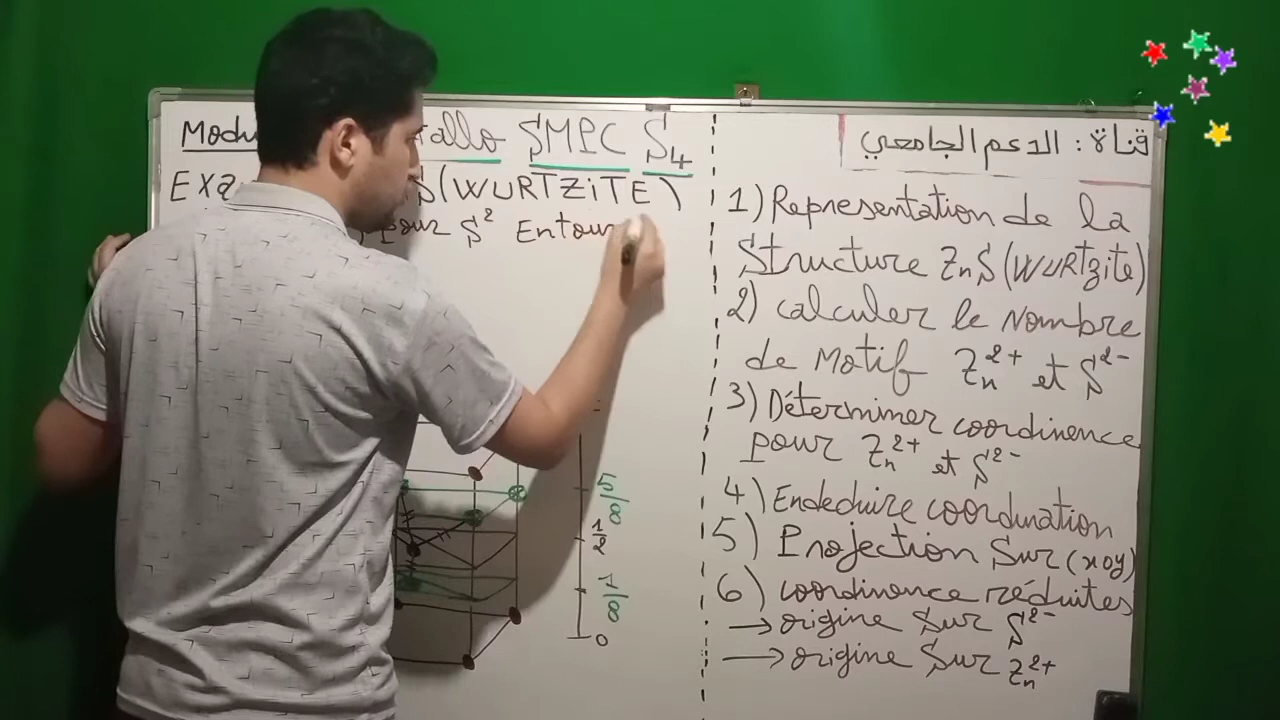 Modu allo SMPC S4
Exa S(WURTZiTE)
pour S² Entour
5/8
1/2
1/8
0
قناة : الدعم الجامعي
1) Representation de la
Structure ZnS (WURtzite)
2) calculer le Nombre
de Motif Zn²⁺ et S²⁻
3) Déterminer coordinence
pour Zn²⁺ et S²⁻
4) Endeduire coordination
5) Projection Sur (xoy)
6) coordinence réduites
→ origine Sur S²⁻
→ origine Sur Zn²⁺